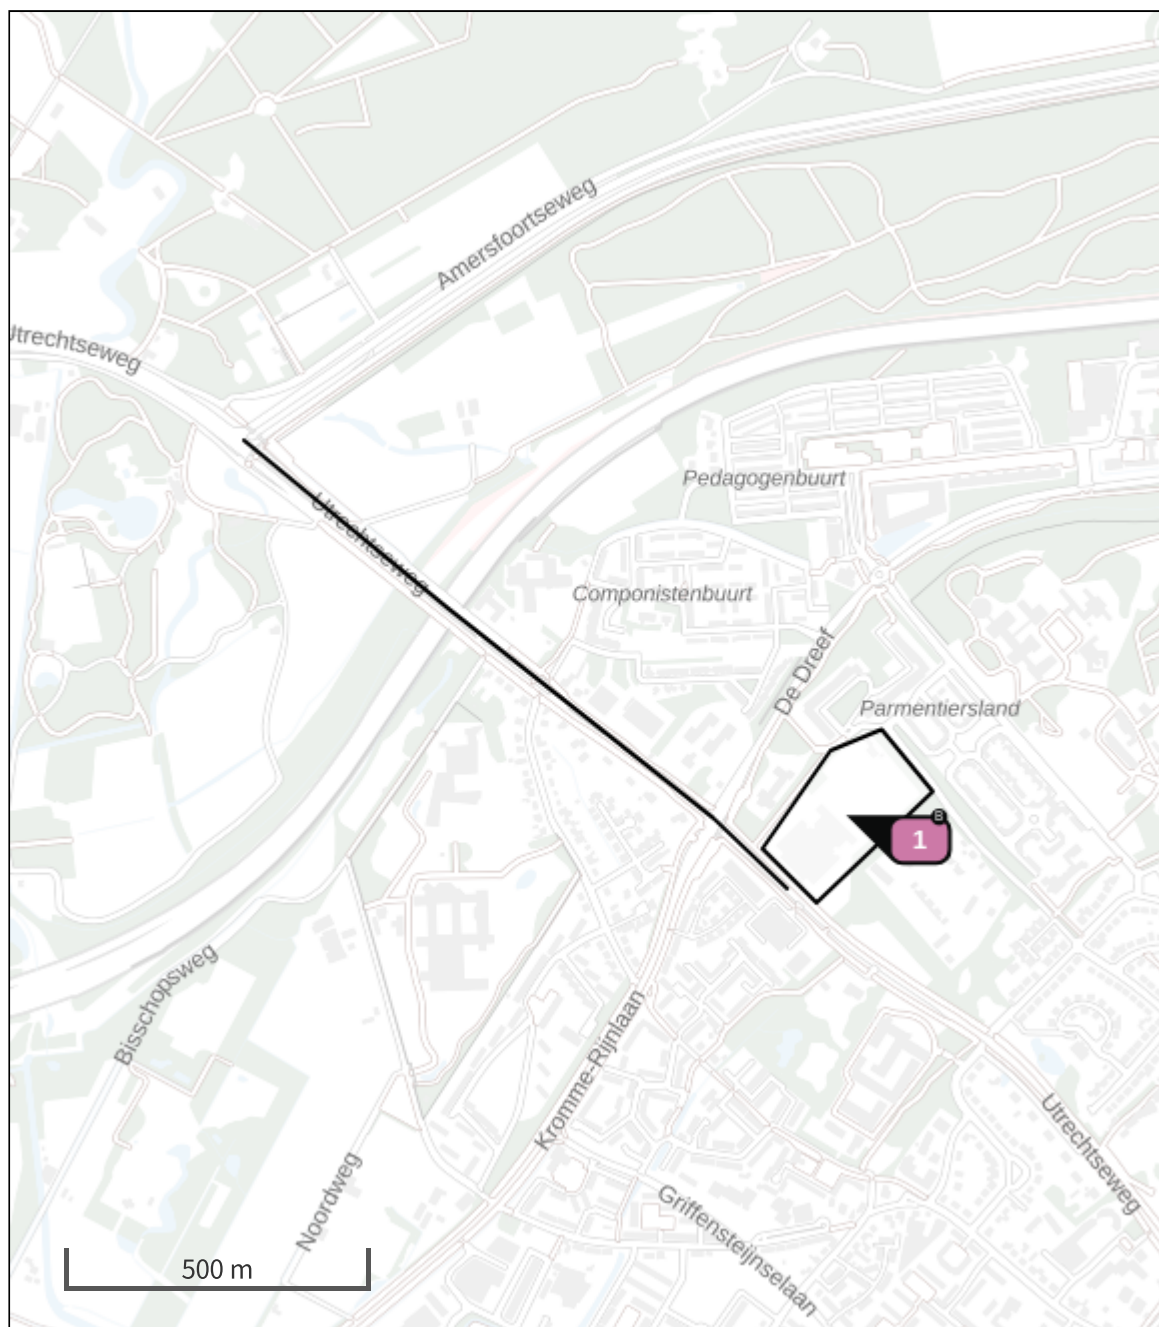 Amersfoortseweg
Utrechtseweg
Pedagogenbuurt
Utrechtseweg
Componistenbuurt
De Dreef
Parmentiersland
B
1
Bisschopsweg
Kromme-Rijnlaan
Utrechtseweg
Noordweg
Griffensteijnselaan
500 m